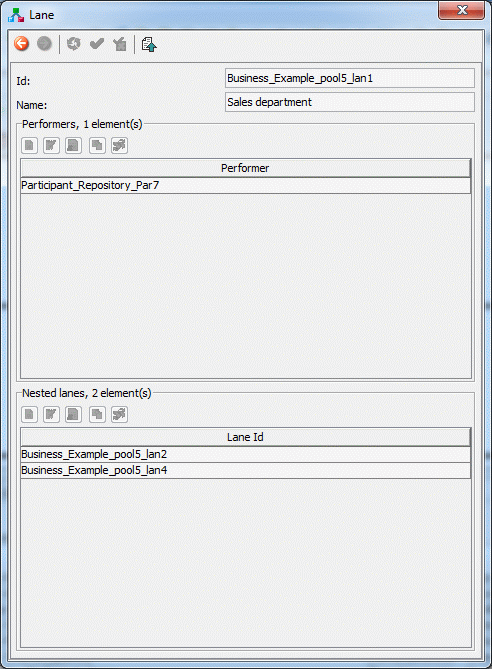 Lane
Id: Business_Example_pool5_lan1
Name: Sales department
Performers, 1 element(s)
Performer
Participant_Repository_Par7
Nested lanes, 2 element(s)
Lane Id
Business_Example_pool5_lan2
Business_Example_pool5_lan4